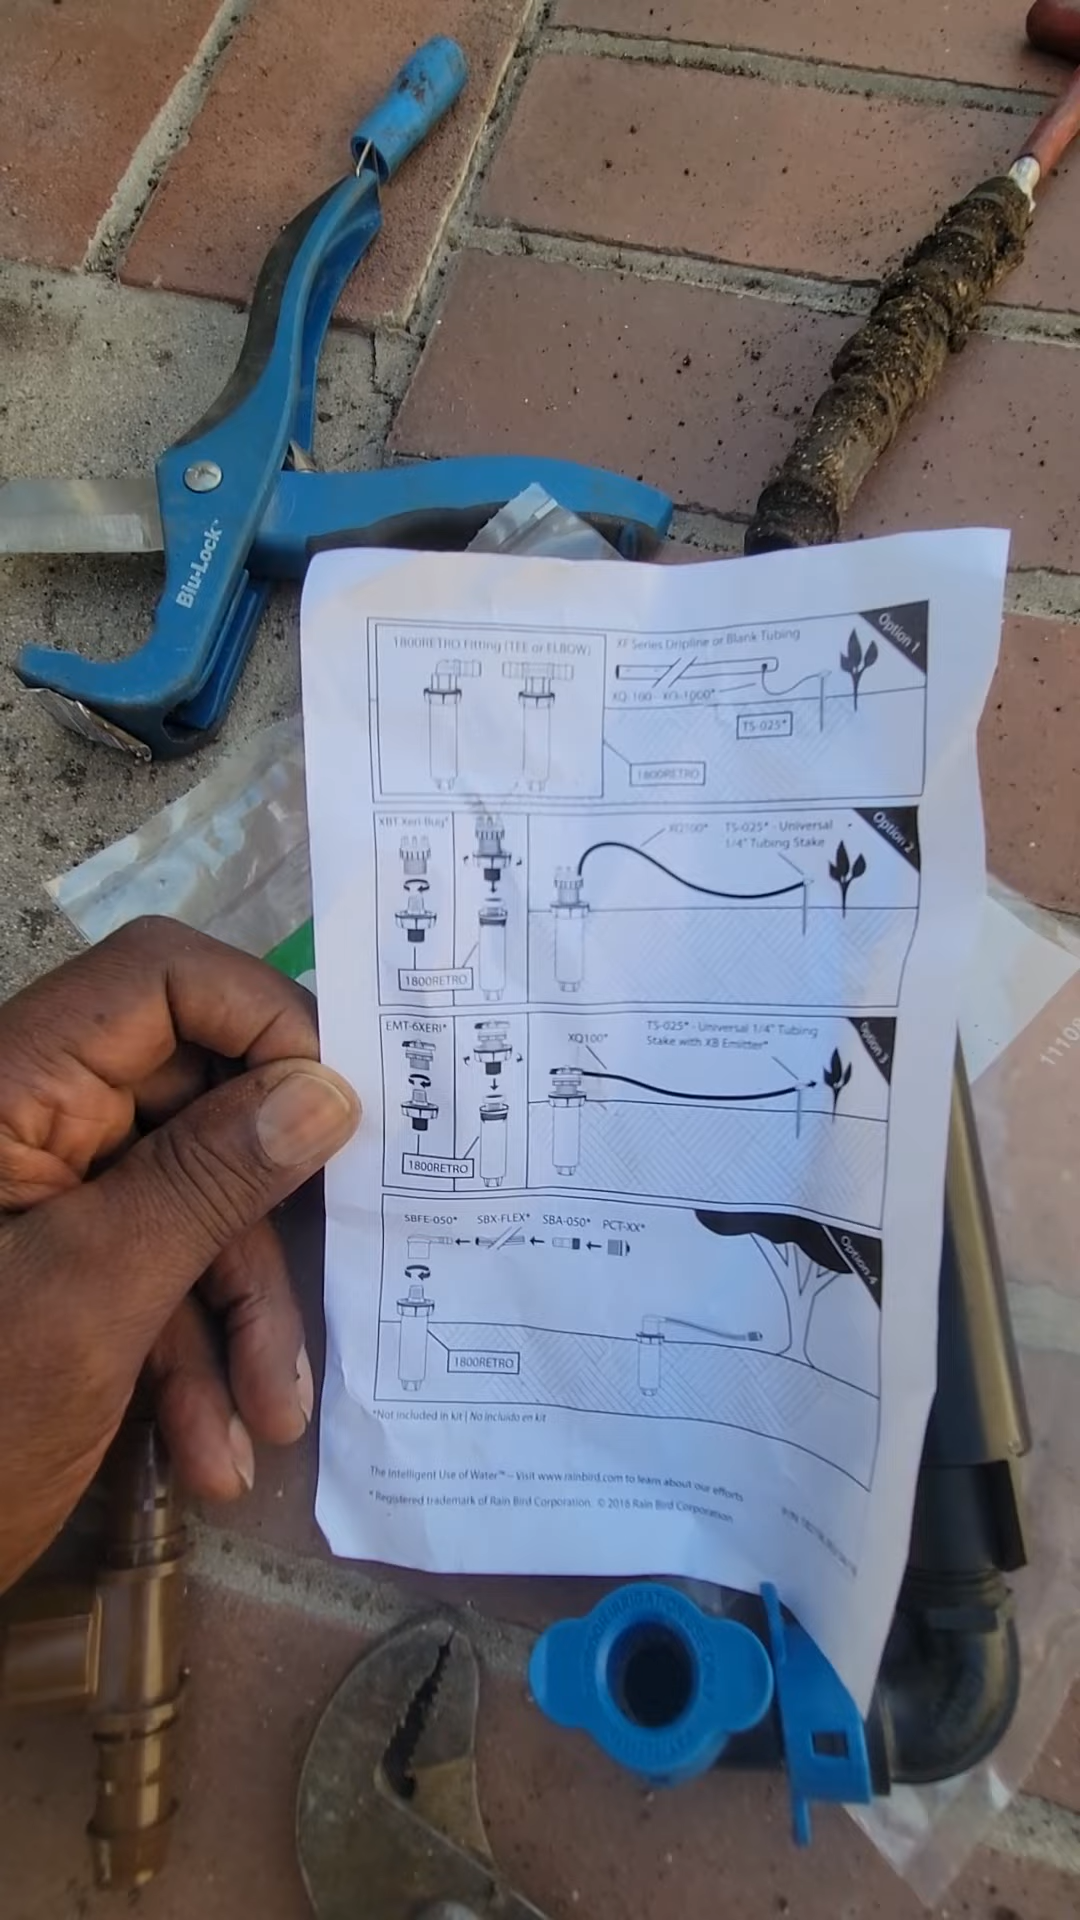 Blu-Lock™
Option 1
1800RETRO Fitting (TEE or ELBOW)
XF Series Dripline or Blank Tubing
XQ-100 - XQ-1000*
TS-025*
1800RETRO
Option 2
XBT Xeri-Bug*
XQ100*
TS-025* - Universal
1/4" Tubing Stake
1800RETRO
Option 3
EMT-6XERI*
XQ100*
TS-025* - Universal 1/4" Tubing
Stake with XB Emitter*
1800RETRO
Option 4
SBFE-050* SBX-FLEX* SBA-050* PCT-XX*
1800RETRO
*Not included in kit | No incluido en kit
The Intelligent Use of Water™ – Visit www.rainbird.com to learn about our efforts
® Registered trademark of Rain Bird Corporation. © 2016 Rain Bird Corporation